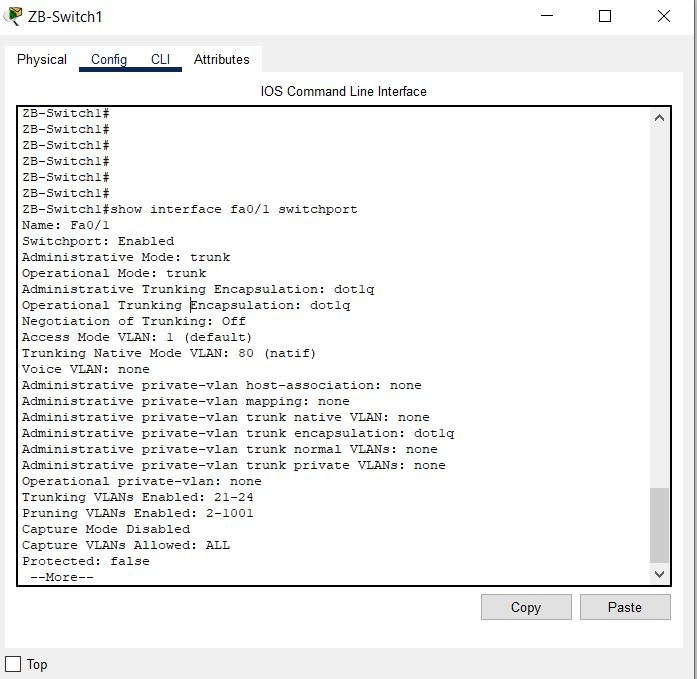 ZB-Switch1
Physical Config CLI Attributes
IOS Command Line Interface
ZB-Switch1#
ZB-Switch1#
ZB-Switch1#
ZB-Switch1#
ZB-Switch1#
ZB-Switch1#
ZB-Switch1#show interface fa0/1 switchport
Name: Fa0/1
Switchport: Enabled
Administrative Mode: trunk
Operational Mode: trunk
Administrative Trunking Encapsulation: dot1q
Operational Trunking Encapsulation: dot1q
Negotiation of Trunking: Off
Access Mode VLAN: 1 (default)
Trunking Native Mode VLAN: 80 (natif)
Voice VLAN: none
Administrative private-vlan host-association: none
Administrative private-vlan mapping: none
Administrative private-vlan trunk native VLAN: none
Administrative private-vlan trunk encapsulation: dot1q
Administrative private-vlan trunk normal VLANs: none
Administrative private-vlan trunk private VLANs: none
Operational private-vlan: none
Trunking VLANs Enabled: 21-24
Pruning VLANs Enabled: 2-1001
Capture Mode Disabled
Capture VLANs Allowed: ALL
Protected: false
 --More--
Copy Paste
Top